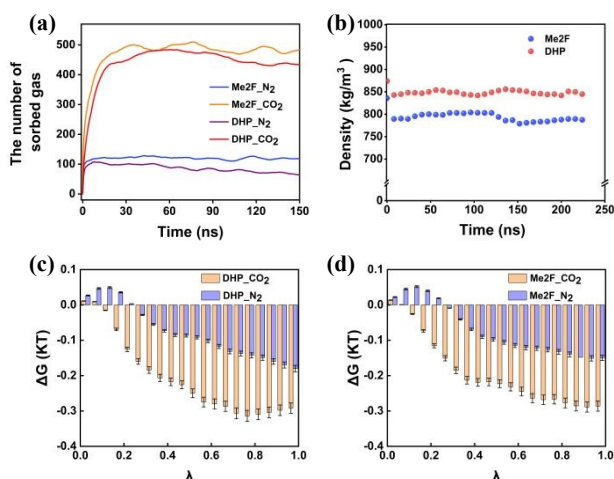 (a)
The number of
sorbed gas
500
400
300
200
100
0
Me2F_N2
Me2F_CO2
DHP_N2
DHP_CO2
0 30 60 90 120 150
Time (ns)
(b)
Density (kg/m³)
1000
950
900
850
800
750
700
0
Me2F
DHP
0 50 100 150 200 250
Time (ns)
(c)
ΔG (KT)
0.1
0.0
-0.1
-0.2
-0.3
-0.4
DHP_CO2
DHP_N2
0.0 0.2 0.4 0.6 0.8 1.0
λ
(d)
ΔG (KT)
0.1
0.0
-0.1
-0.2
-0.3
-0.4
Me2F_CO2
Me2F_N2
0.0 0.2 0.4 0.6 0.8 1.0
λ